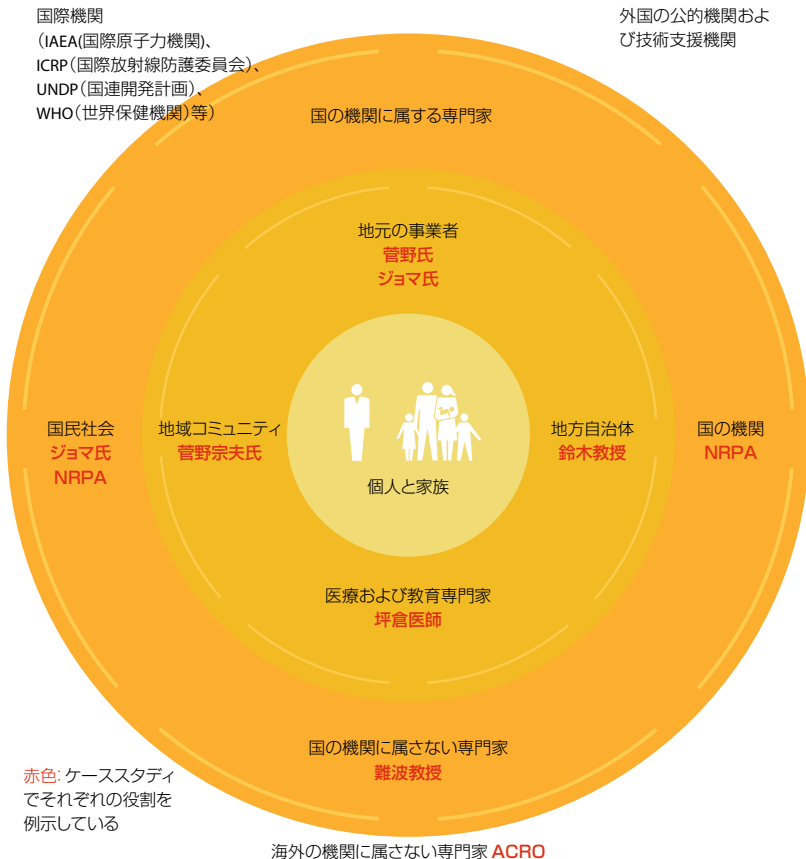 国際機関
（IAEA(国際原子力機関)、
ICRP（国際放射線防護委員会）、
UNDP（国連開発計画）、
WHO（世界保健機関）等）
外国の公的機関およ
び技術支援機関
国の機関に属する専門家
地元の事業者
菅野氏
ジョマ氏
国民社会
ジョマ氏
NRPA
地域コミュニティ
菅野宗夫氏
個人と家族
地方自治体
鈴木教授
国の機関
NRPA
医療および教育専門家
坪倉医師
国の機関に属さない専門家
難波教授
赤色: ケーススタディ
でそれぞれの役割を
例示している
海外の機関に属さない専門家 ACRO